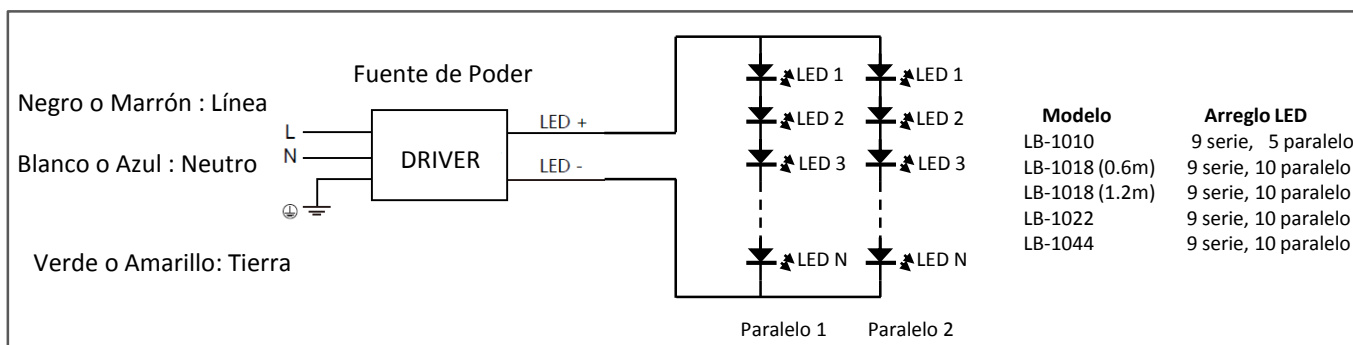 Fuente de Poder
Negro o Marrón : Línea
L
N
Blanco o Azul : Neutro
Verde o Amarillo: Tierra
DRIVER
LED +
LED -
LED 1
LED 1
LED 2
LED 2
LED 3
LED 3
LED N
LED N
Paralelo 1
Paralelo 2
Modelo Arreglo LED
LB-1010 9 serie, 5 paralelo
LB-1018 (0.6m) 9 serie, 10 paralelo
LB-1018 (1.2m) 9 serie, 10 paralelo
LB-1022 9 serie, 10 paralelo
LB-1044 9 serie, 10 paralelo